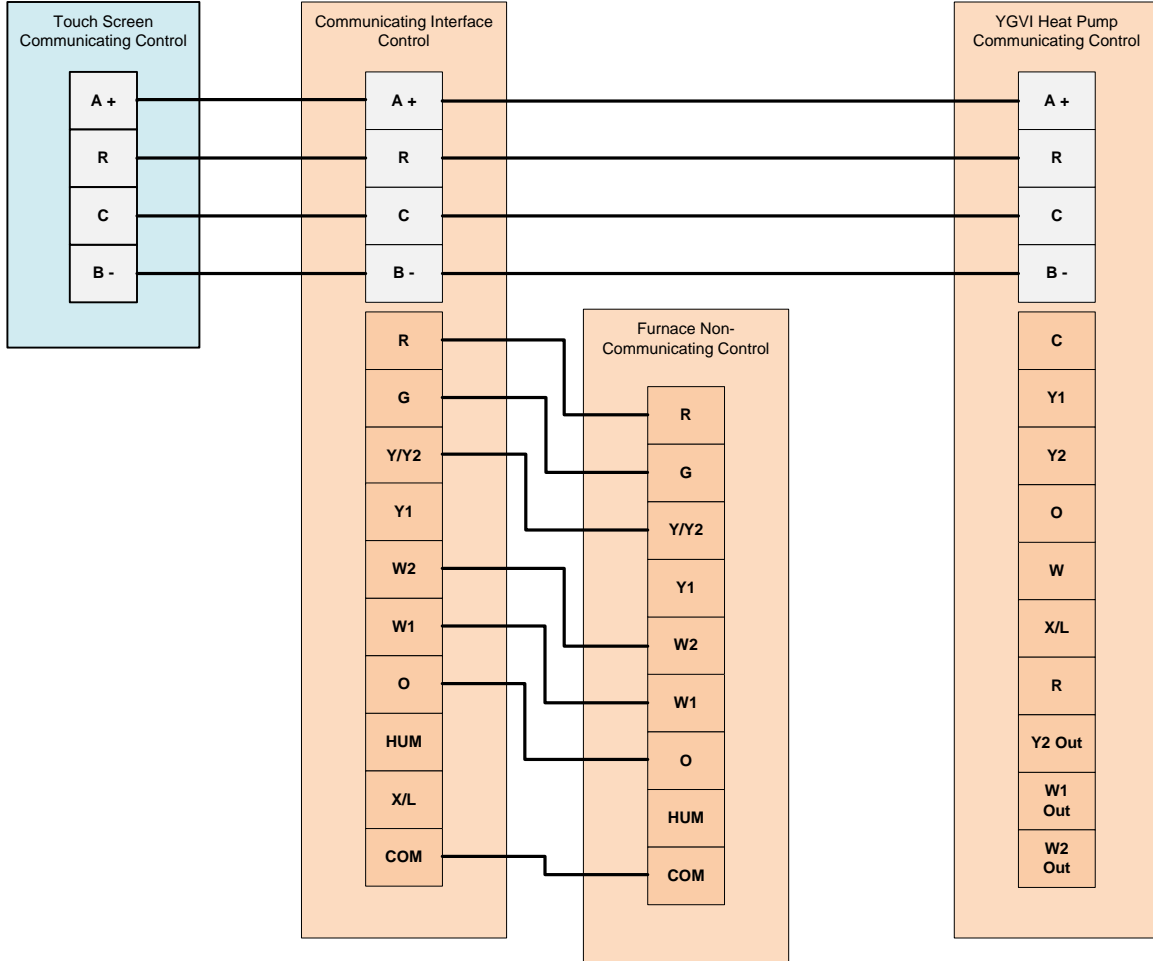 Touch Screen
Communicating Control
A +
R
C
B -
Communicating Interface
Control
A +
R
C
B -
R
G
Y/Y2
Y1
W2
W1
O
HUM
X/L
COM
Furnace Non-
Communicating Control
R
G
Y/Y2
Y1
W2
W1
O
HUM
COM
YGVI Heat Pump
Communicating Control
A +
R
C
B -
C
Y1
Y2
O
W
X/L
R
Y2 Out
W1
Out
W2
Out